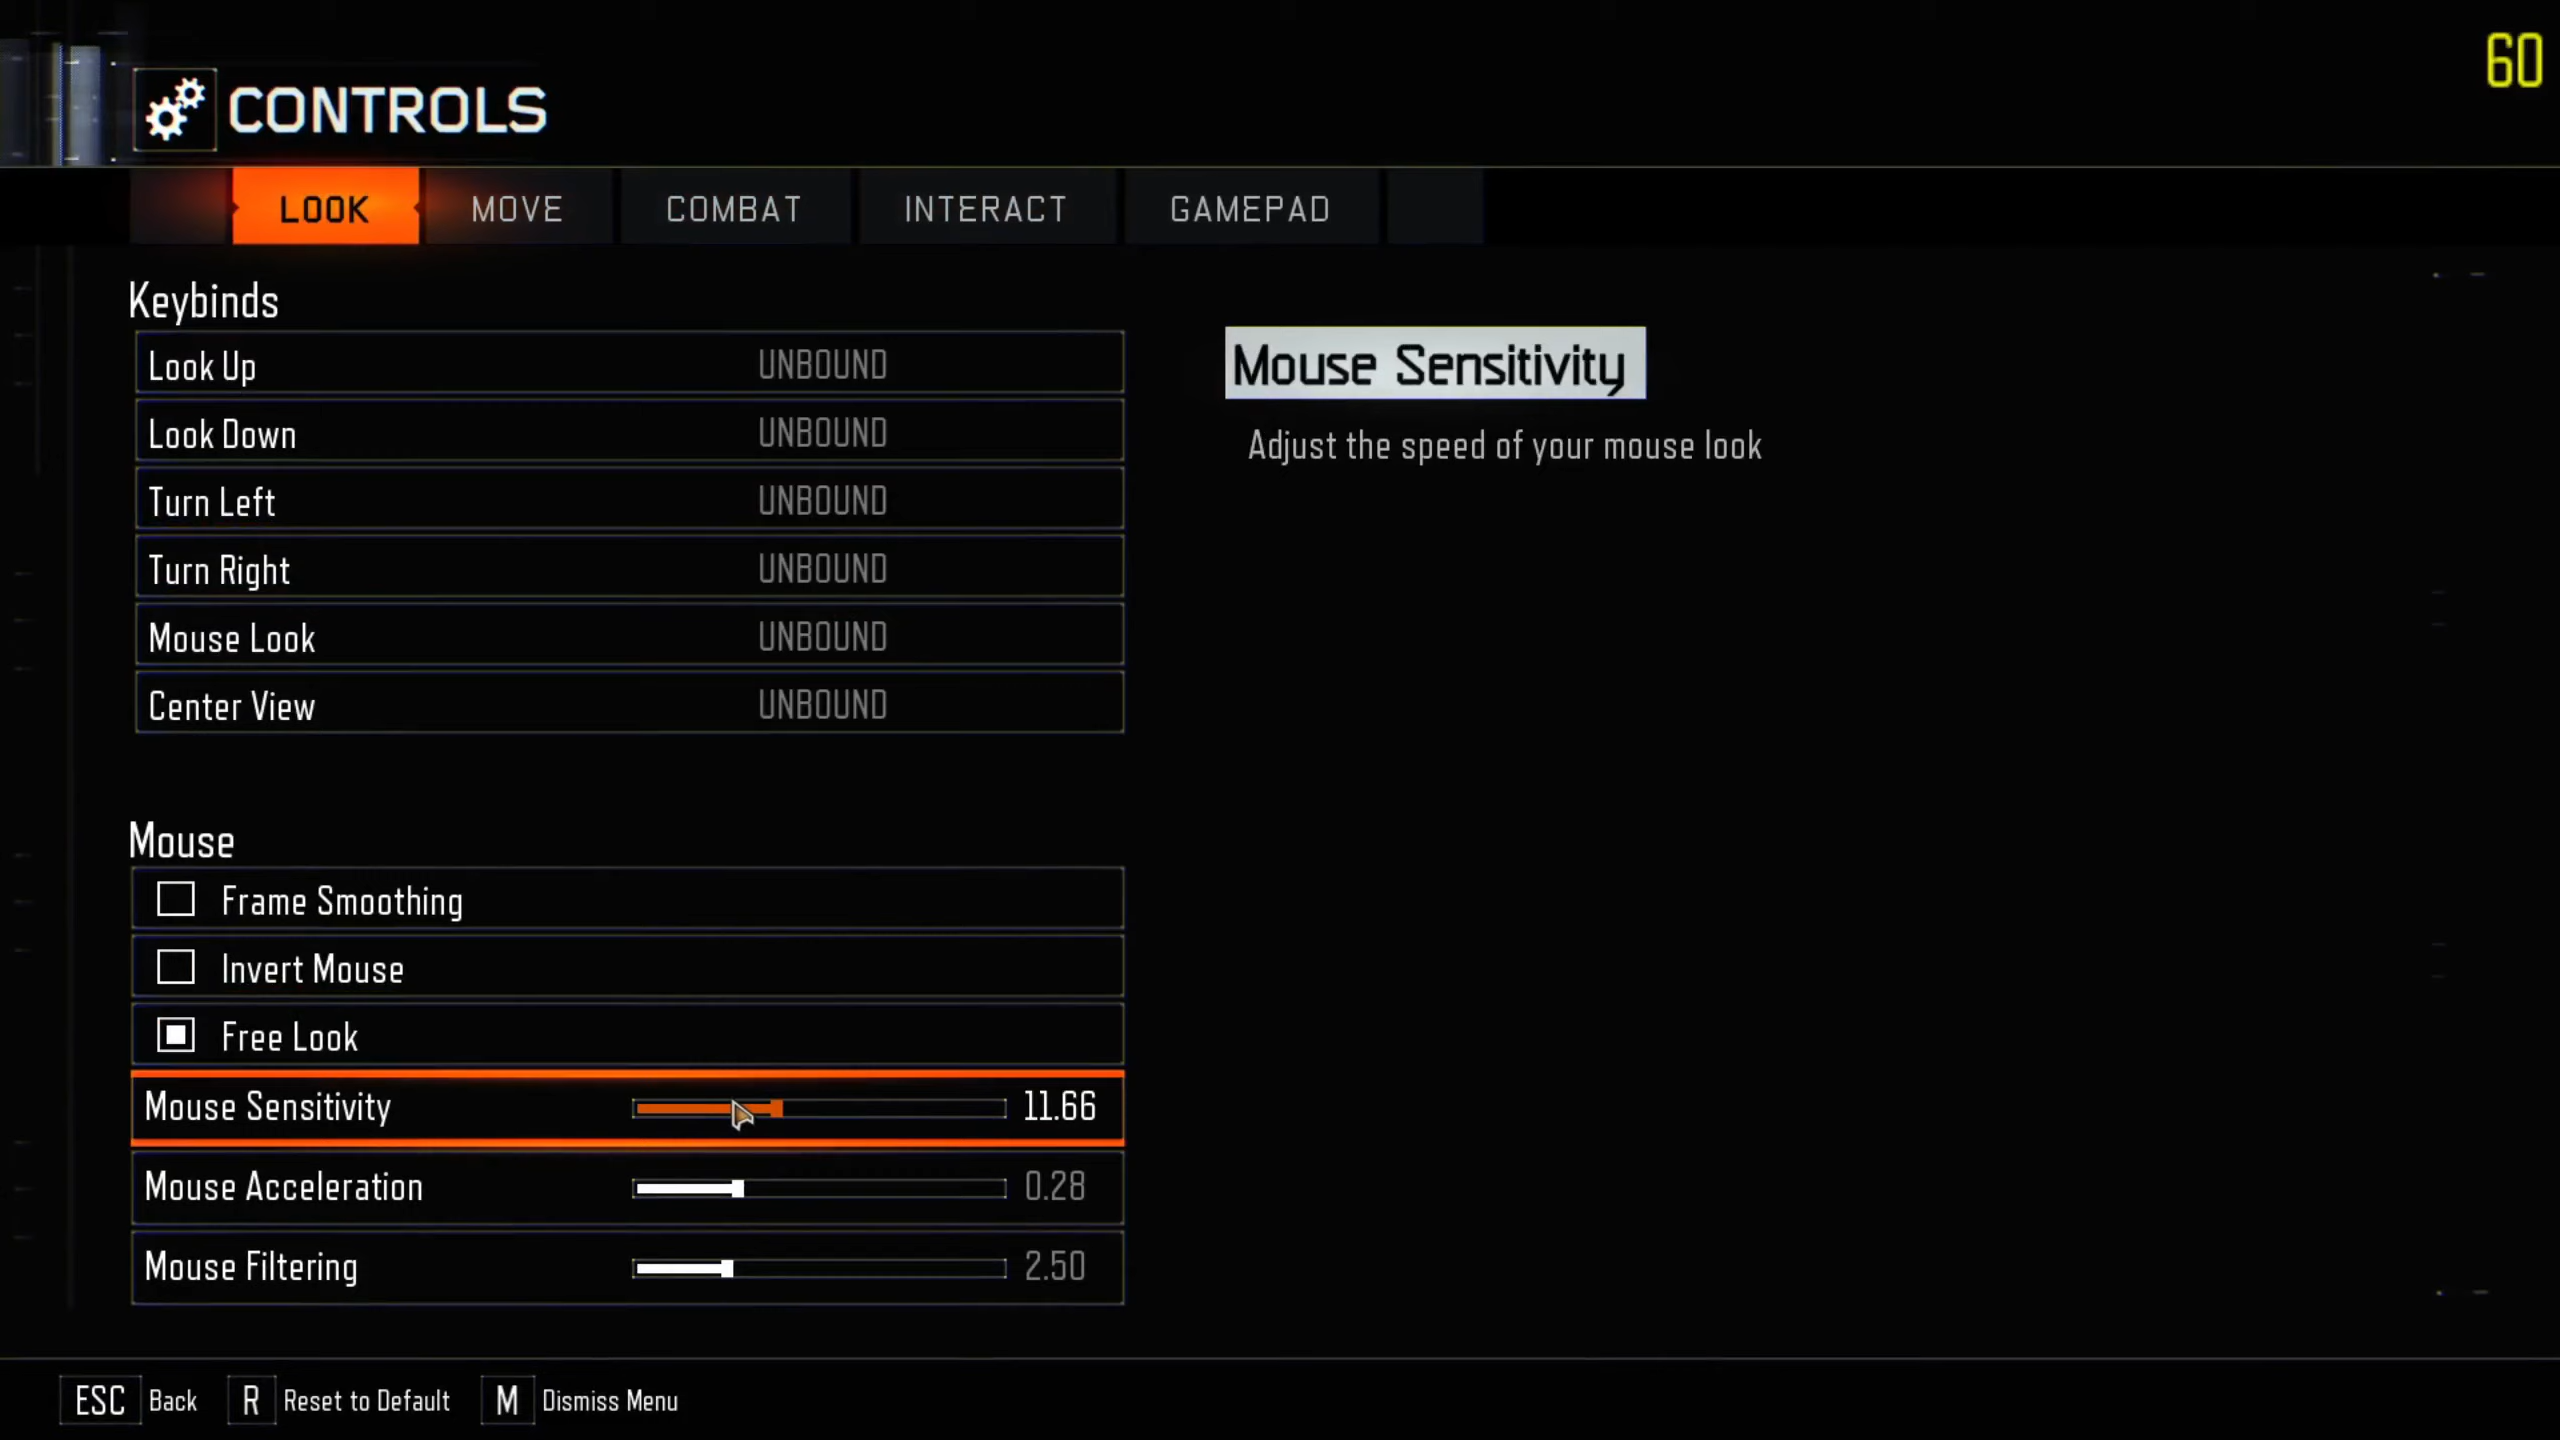 60
CONTROLS
LOOK MOVE COMBAT INTERACT GAMEPAD
Keybinds
Look Up UNBOUND
Look Down UNBOUND
Turn Left UNBOUND
Turn Right UNBOUND
Mouse Look UNBOUND
Center View UNBOUND
Mouse Sensitivity
Adjust the speed of your mouse look
Mouse
Frame Smoothing
Invert Mouse
Free Look
Mouse Sensitivity 11.66
Mouse Acceleration 0.28
Mouse Filtering 2.50
ESC Back R Reset to Default M Dismiss Menu